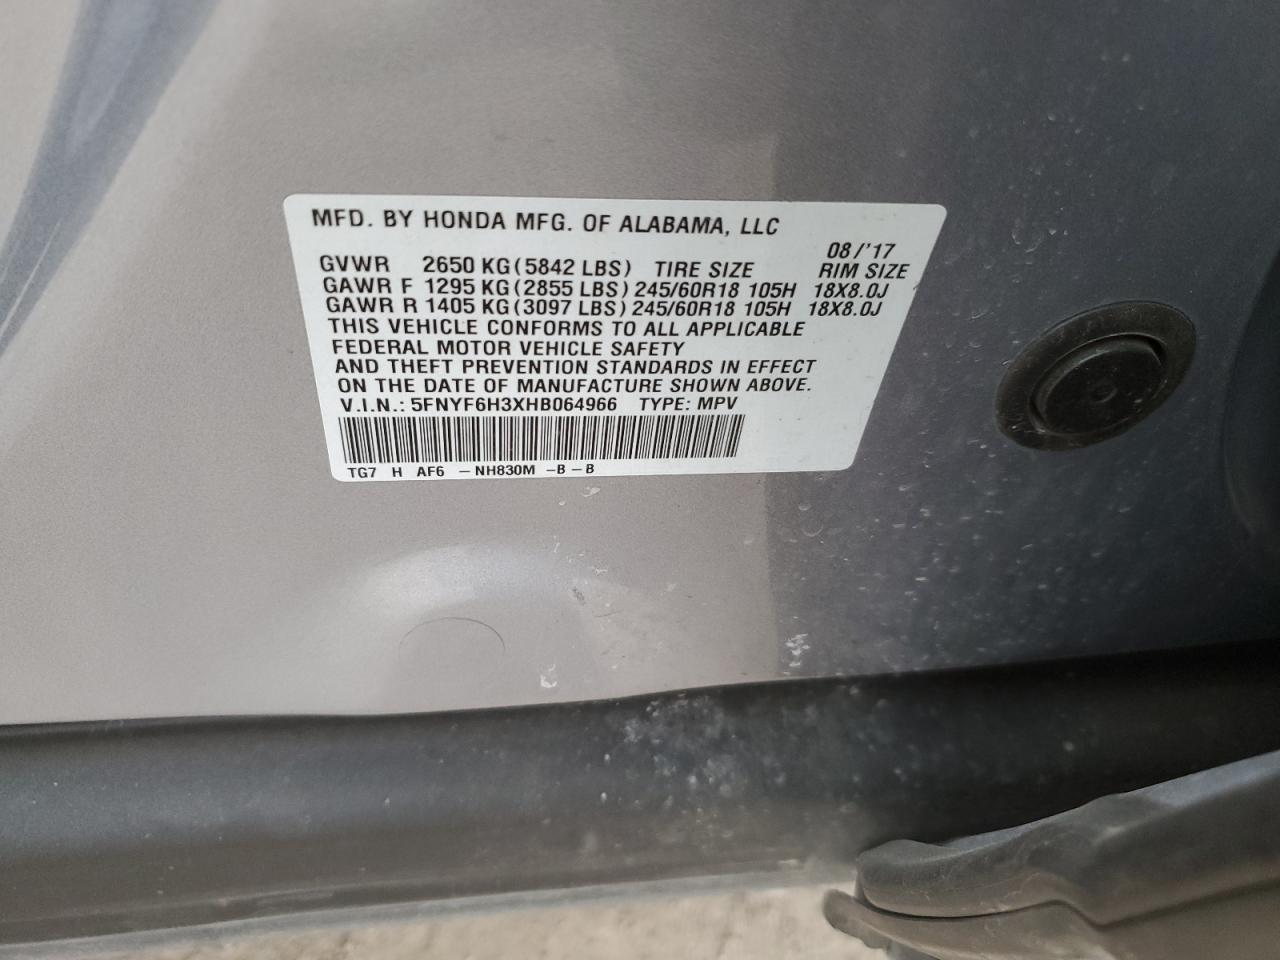 MFD. BY HONDA MFG. OF ALABAMA, LLC
08/'17
GVWR 2650 KG(5842 LBS) TIRE SIZE RIM SIZE
GAWR F 1295 KG(2855 LBS) 245/60R18 105H 18X8.0J
GAWR R 1405 KG(3097 LBS) 245/60R18 105H 18X8.0J
THIS VEHICLE CONFORMS TO ALL APPLICABLE
FEDERAL MOTOR VEHICLE SAFETY
AND THEFT PREVENTION STANDARDS IN EFFECT
ON THE DATE OF MANUFACTURE SHOWN ABOVE.
V.I.N.: 5FNYF6H3XHB064966 TYPE: MPV
TG7 H AF6 -NH830M -B-B